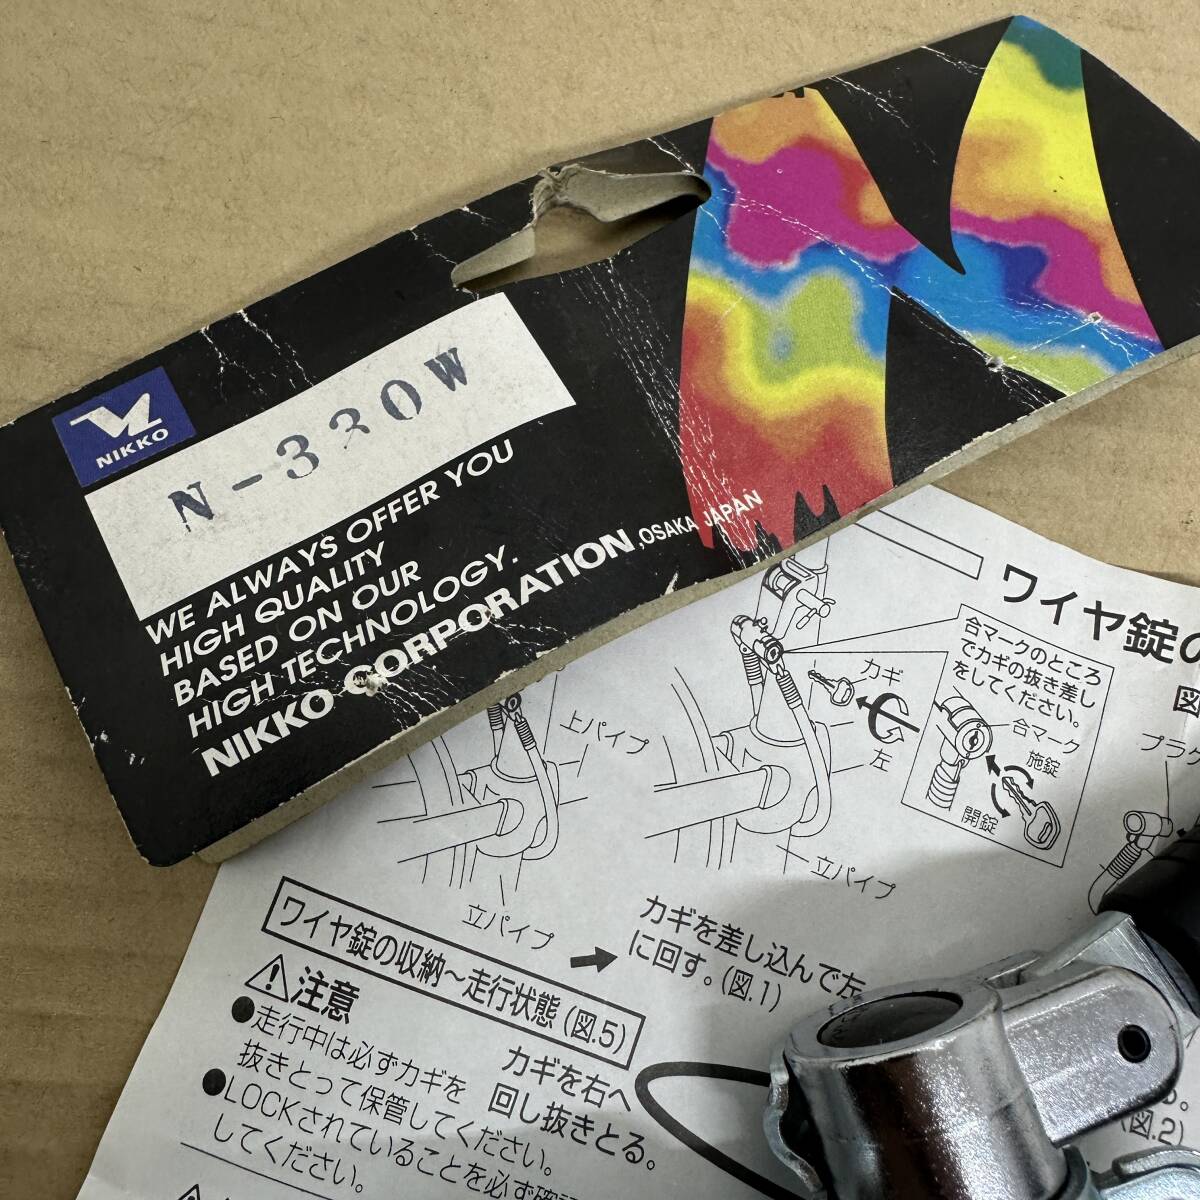 NIKKO
N-330W
WE ALWAYS OFFER YOU
HIGH QUALITY
BASED ON OUR
HIGH TECHNOLOGY.
NIKKO CORPORATION,OSAKA JAPAN
ワイヤ錠の
合マークのところ
でカギの抜き差し
をしてください。
カギ
左
合マーク
施錠
開錠
上パイプ
立パイプ
立パイプ
図
プラグ
カギを差し込んで左
に回す。(図.1)
ワイヤ錠の収納～走行状態(図.5)
注意
●走行中は必ずカギを
抜きとって保管してください。
●LOCKされていることを必ず確認
してください。
カギを右へ
回し抜きとる。
(図.2)